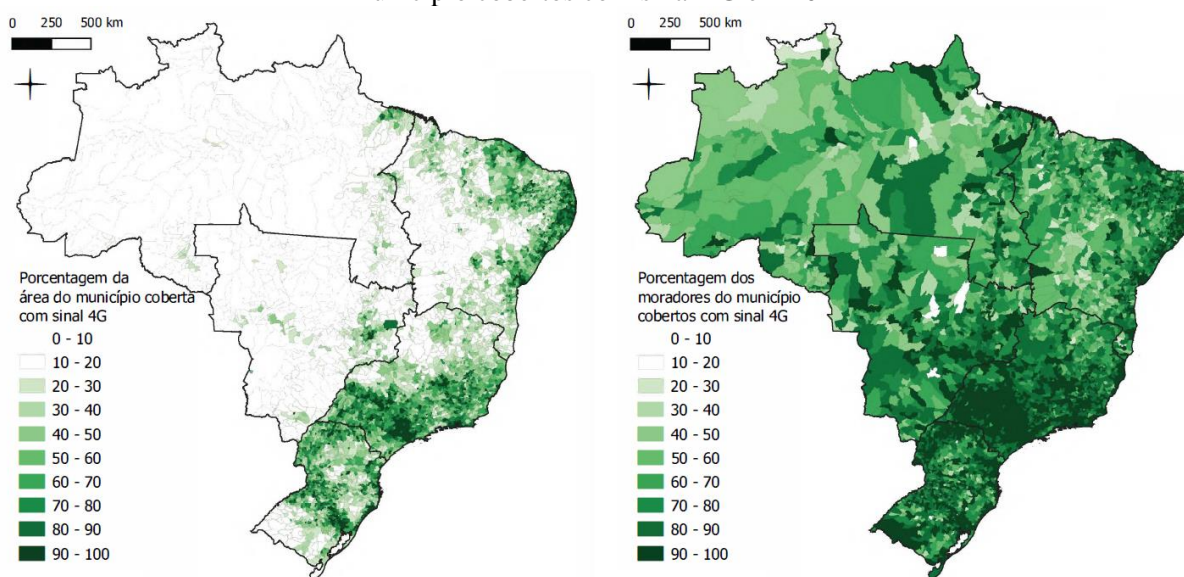 0 250 500 km
Porcentagem da
área do município coberta
com sinal 4G
0 - 10
10 - 20
20 - 30
30 - 40
40 - 50
50 - 60
60 - 70
70 - 80
80 - 90
90 - 100
0 250 500 km
Porcentagem dos
moradores do município
cobertos com sinal 4G
0 - 10
10 - 20
20 - 30
30 - 40
40 - 50
50 - 60
60 - 70
70 - 80
80 - 90
90 - 100